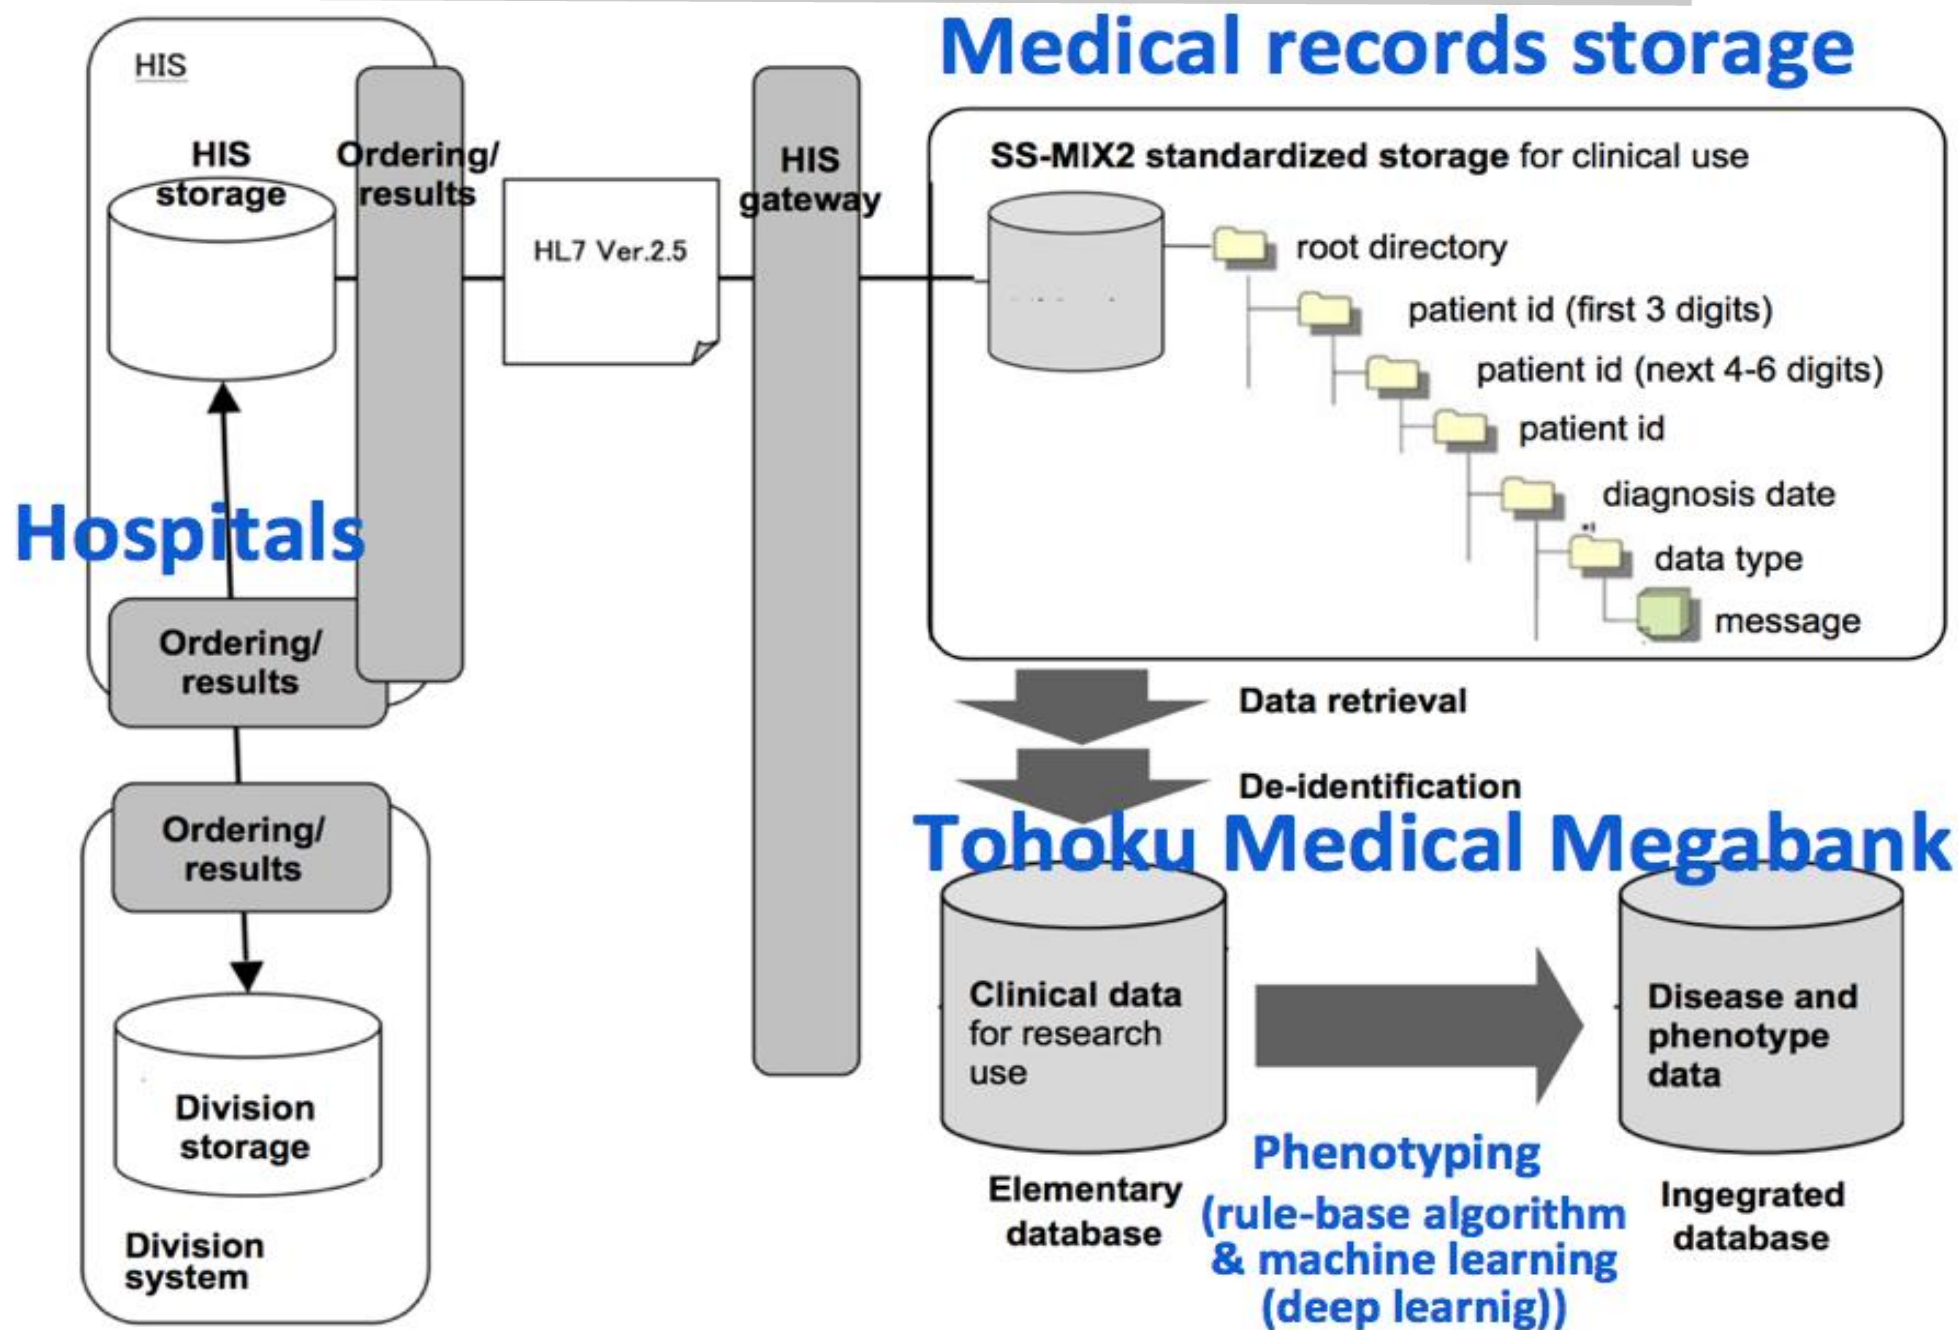 Medical records storage
HIS
HIS
storage
Ordering/
results
HL7 Ver.2.5
HIS
gateway
SS-MIX2 standardized storage for clinical use
root directory
patient id (first 3 digits)
patient id (next 4-6 digits)
patient id
diagnosis date
data type
message
Hospitals
Ordering/
results
Ordering/
results
Division
storage
Division
system
Data retrieval
De-identification
Tohoku Medical Megabank
Clinical data
for research
use
Elementary
database
Phenotyping
(rule-base algorithm
& machine learning
(deep learnig))
Disease and
phenotype
data
Ingegrated
database